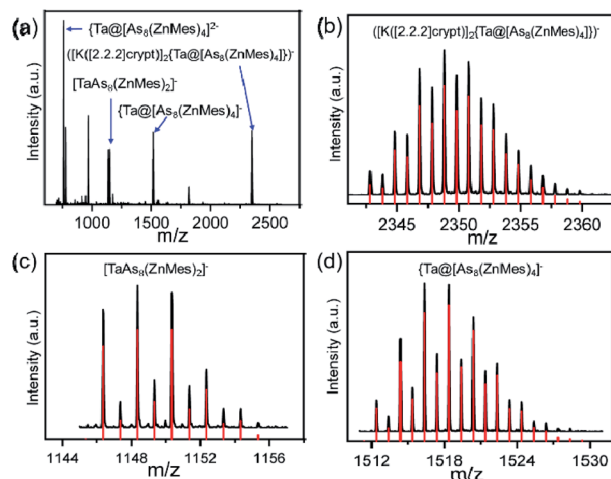 (a)
{Ta@[As₈(ZnMes)₄]²⁻
([K([2.2.2]crypt)]₂{Ta@[As₈(ZnMes)₄]})⁻
[TaAs₈(ZnMes)₂]⁻
{Ta@[As₈(ZnMes)₄]⁻
Intensity (a.u.)
1000 1500 2000 2500
m/z
(b)
([K([2.2.2]crypt)]₂{Ta@[As₈(ZnMes)₄]})⁻
Intensity (a.u.)
2345 2350 2355 2360
m/z
(c)
[TaAs₈(ZnMes)₂]⁻
Intensity (a.u.)
1144 1148 1152 1156
m/z
(d)
{Ta@[As₈(ZnMes)₄]⁻
Intensity (a.u.)
1512 1518 1524 1530
m/z